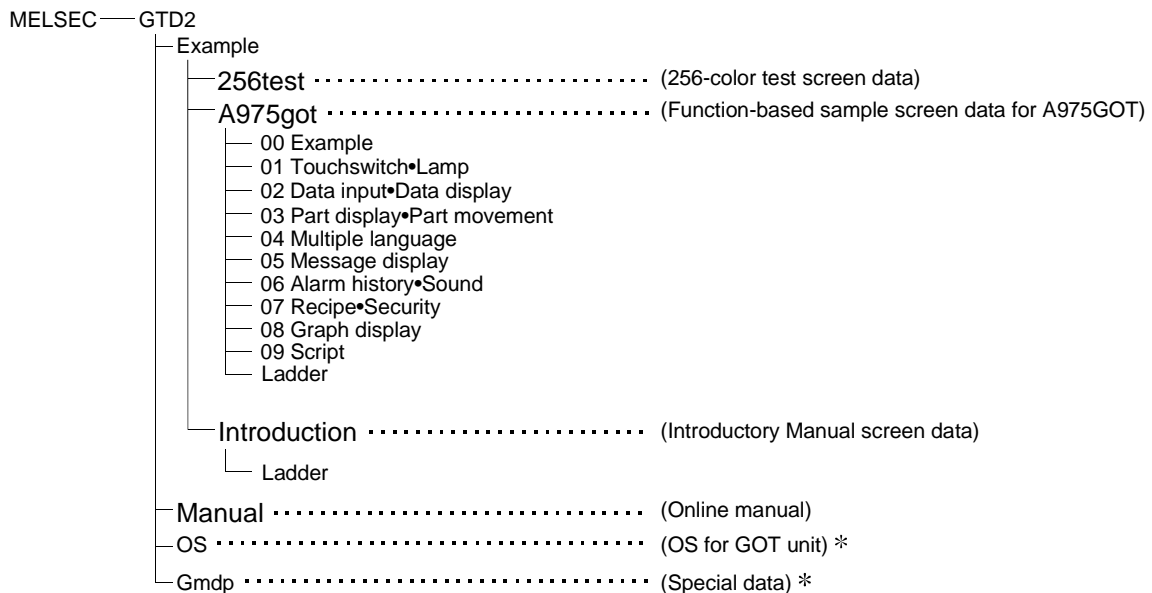 MELSEC GTD2
Example
256test (256-color test screen data)
A975got (Function-based sample screen data for A975GOT)
00 Example
01 Touchswitch•Lamp
02 Data input•Data display
03 Part display•Part movement
04 Multiple language
05 Message display
06 Alarm history•Sound
07 Recipe•Security
08 Graph display
09 Script
Ladder
Introduction (Introductory Manual screen data)
Ladder
Manual (Online manual)
OS (OS for GOT unit) *
Gmdp (Special data) *